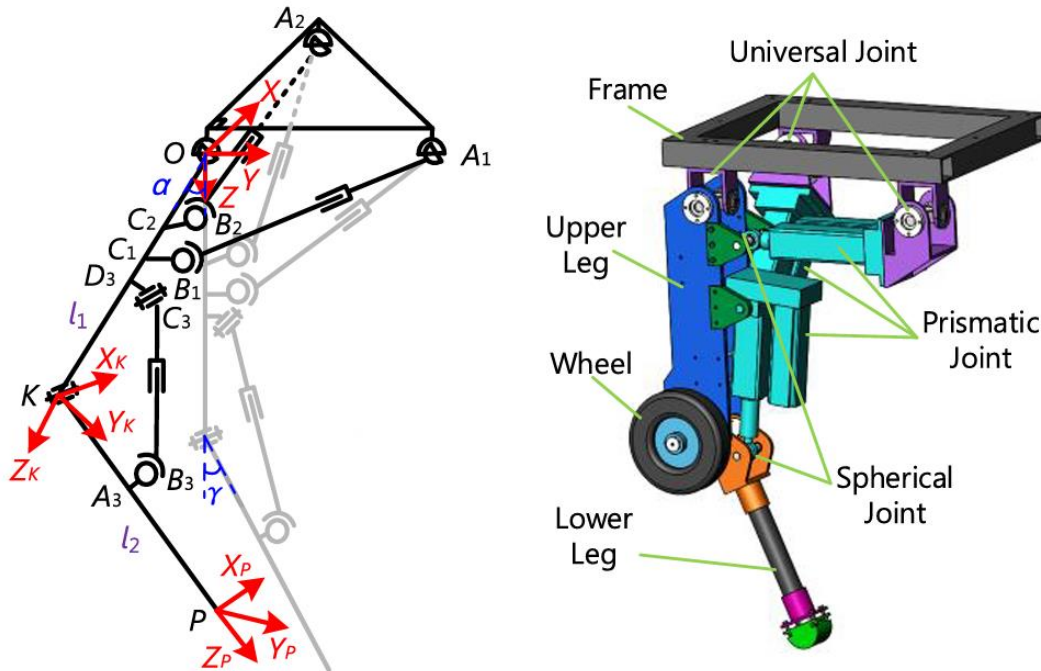 A2
X
O
Y
A1
α
Z
C2
B2
C1
D3
B1
l1
C3
XK
K
YK
ZK
B3
A3
γ
l2
XP
P
YP
ZP
Universal Joint
Frame
Upper
Leg
Prismatic
Joint
Wheel
Spherical
Joint
Lower
Leg